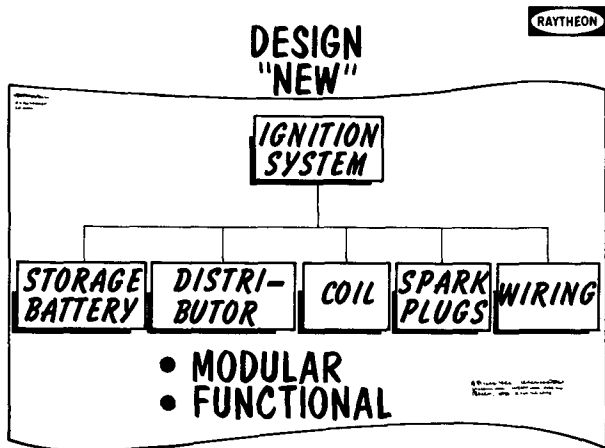 RAYTHEON
DESIGN
"NEW"
IGNITION
SYSTEM
STORAGE
BATTERY
DISTRI-
BUTOR
COIL
SPARK
PLUGS
WIRING
• MODULAR
• FUNCTIONAL